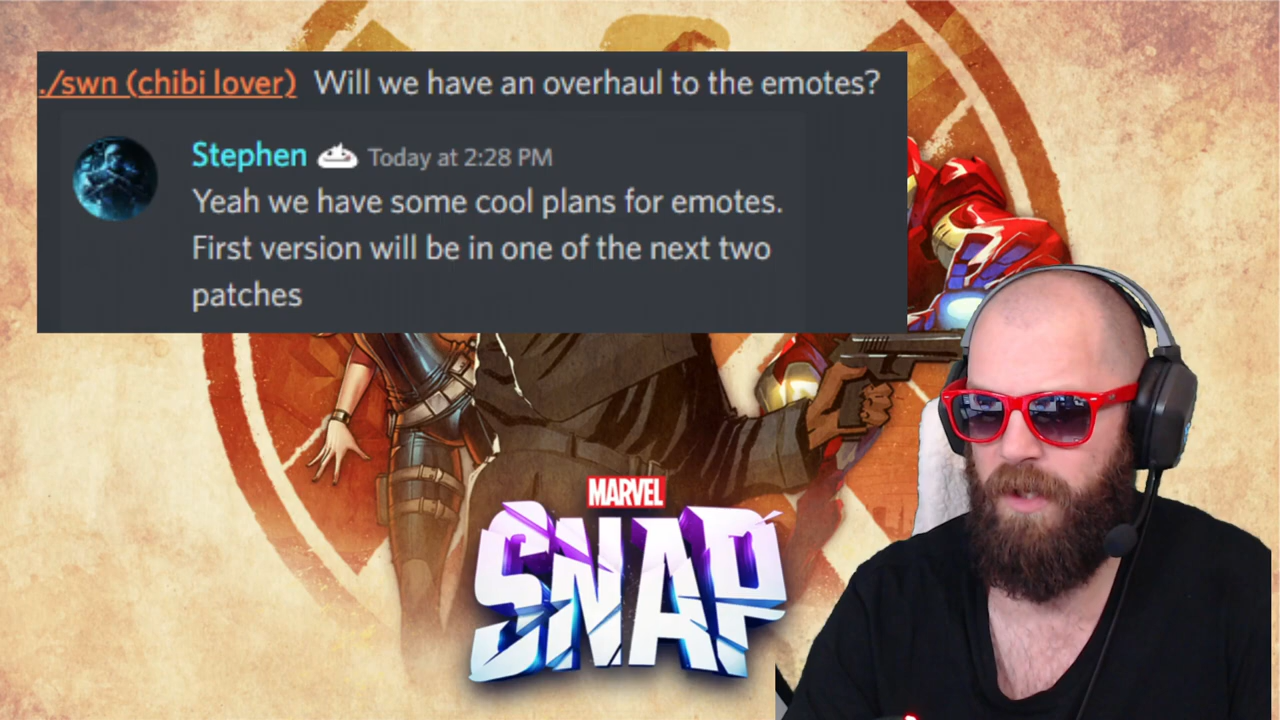 ./swn (chibi lover) Will we have an overhaul to the emotes?
Stephen Today at 2:28 PM
Yeah we have some cool plans for emotes.
First version will be in one of the next two
patches
MARVEL
SNAP